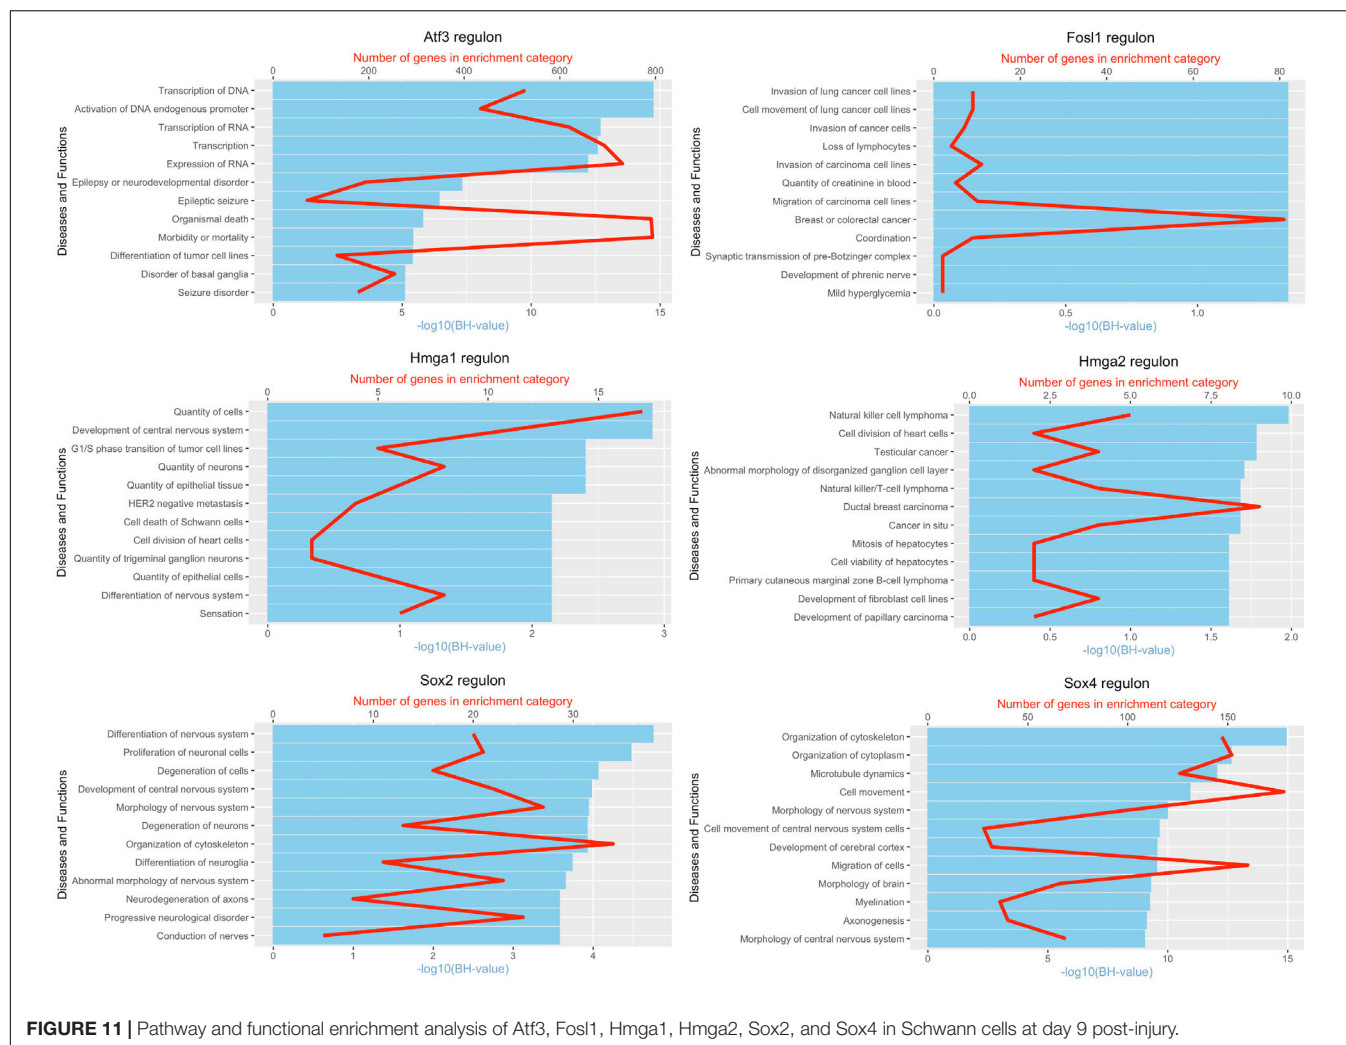 Atf3 regulon
Number of genes in enrichment category
0 200 400 600 800
Diseases and Functions
Transcription of DNA
Activation of DNA endogenous promoter
Transcription of RNA
Transcription
Expression of RNA
Epilepsy or neurodevelopmental disorder
Epileptic seizure
Organismal death
Morbidity or mortality
Differentiation of tumor cell lines
Disorder of basal ganglia
Seizure disorder
0 5 10 15
-log10(BH-value)
Fosl1 regulon
Number of genes in enrichment category
0 20 40 60 80
Diseases and Functions
Invasion of lung cancer cell lines
Cell movement of lung cancer cell lines
Invasion of cancer cells
Loss of lymphocytes
Invasion of carcinoma cell lines
Quantity of creatinine in blood
Migration of carcinoma cell lines
Breast or colorectal cancer
Coordination
Synaptic transmission of pre-Botzinger complex
Development of phrenic nerve
Mild hyperglycemia
0.0 0.5 1.0
-log10(BH-value)
Hmga1 regulon
Number of genes in enrichment category
0 5 10 15
Diseases and Functions
Quantity of cells
Development of central nervous system
G1/S phase transition of tumor cell lines
Quantity of neurons
Quantity of epithelial tissue
HER2 negative metastasis
Cell death of Schwann cells
Cell division of heart cells
Quantity of trigeminal ganglion neurons
Quantity of epithelial cells
Differentiation of nervous system
Sensation
0 1 2 3
-log10(BH-value)
Hmga2 regulon
Number of genes in enrichment category
0.0 2.5 5.0 7.5 10.0
Diseases and Functions
Natural killer cell lymphoma
Cell division of heart cells
Testicular cancer
Abnormal morphology of disorganized ganglion cell layer
Natural killer/T-cell lymphoma
Ductal breast carcinoma
Cancer in situ
Mitosis of hepatocytes
Cell viability of hepatocytes
Primary cutaneous marginal zone B-cell lymphoma
Development of fibroblast cell lines
Development of papillary carcinoma
0.0 0.5 1.0 1.5 2.0
-log10(BH-value)
Sox2 regulon
Number of genes in enrichment category
0 10 20 30
Diseases and Functions
Differentiation of nervous system
Proliferation of neuronal cells
Degeneration of cells
Development of central nervous system
Morphology of nervous system
Degeneration of neurons
Organization of cytoskeleton
Differentiation of neuroglia
Abnormal morphology of nervous system
Neurodegeneration of axons
Progressive neurological disorder
Conduction of nerves
0 1 2 3 4
-log10(BH-value)
Sox4 regulon
Number of genes in enrichment category
0 50 100 150
Diseases and Functions
Organization of cytoskeleton
Organization of cytoplasm
Microtubule dynamics
Cell movement
Morphology of nervous system
Cell movement of central nervous system cells
Development of cerebral cortex
Migration of cells
Morphology of brain
Myelination
Axonogenesis
Morphology of central nervous system
0 5 10 15
-log10(BH-value)
FIGURE 11 | Pathway and functional enrichment analysis of Atf3, Fosl1, Hmga1, Hmga2, Sox2, and Sox4 in Schwann cells at day 9 post-injury.